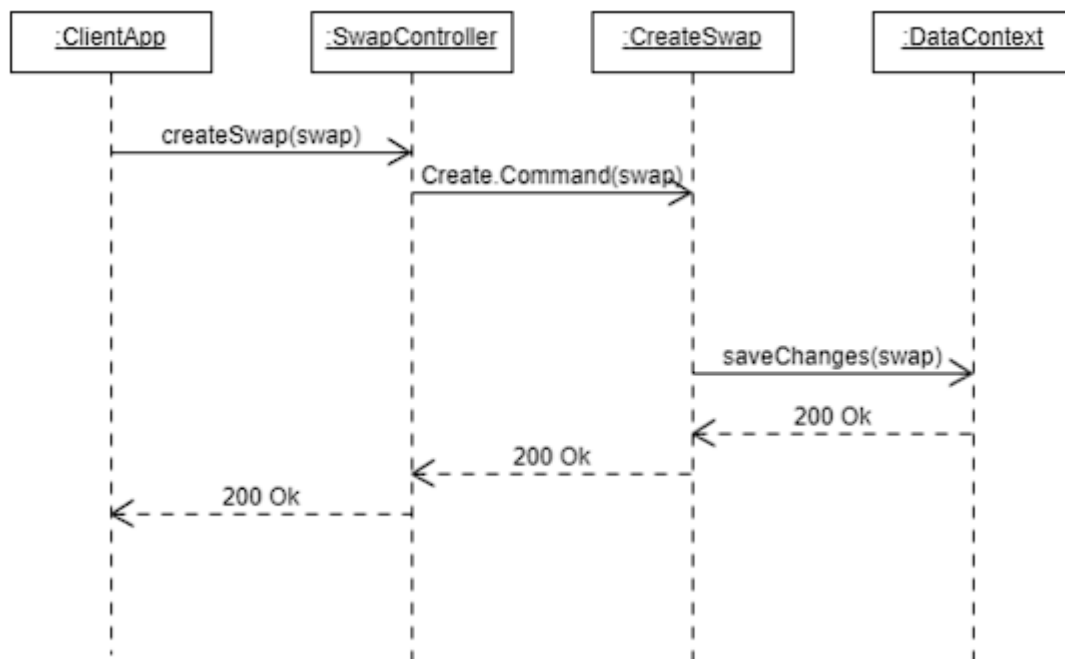 :ClientApp
:SwapController
:CreateSwap
:DataContext
createSwap(swap)
Create.Command(swap)
saveChanges(swap)
200 Ok
200 Ok
200 Ok